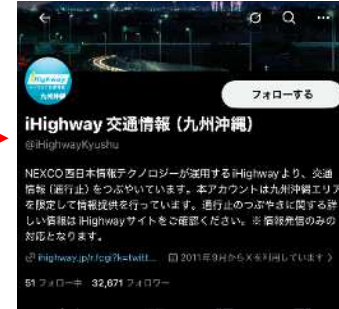 iHighway
九州沖縄
フォローする
iHighway 交通情報（九州沖縄）
@iHighwayKyushu
NEXCO西日本情報テクノロジーが運用するiHighwayより、交通
情報（通行止）をつぶやいています。本アカウントは九州沖縄エリア
を限定して情報提供を行っています。通行止のつぶやきに関する詳
しい情報はiHighwayサイトをご確認ください。※情報発信のみの
対応となります。
ihighway.jp/r.fcgi?k=twitt... 2011年9月からXを利用しています
51 フォロー中 32,671 フォロワー